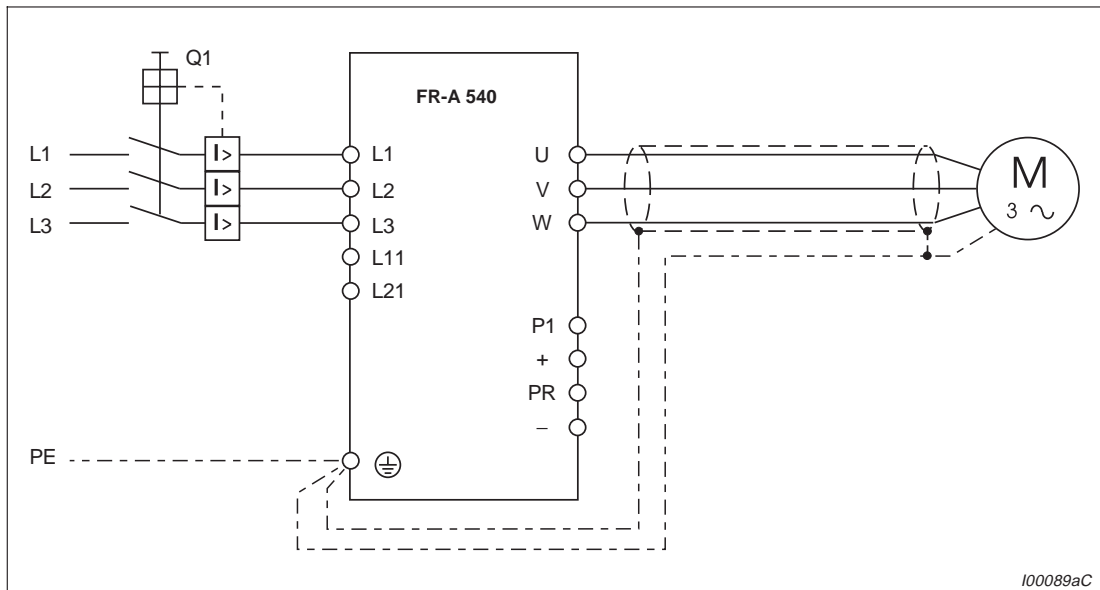 Q1
FR-A 540
L1
I>
L1
U
L2
I>
L2
V
M
L3
I>
L3
W
3 ~
L11
L21
P1
+
PR
–
PE
I00089aC